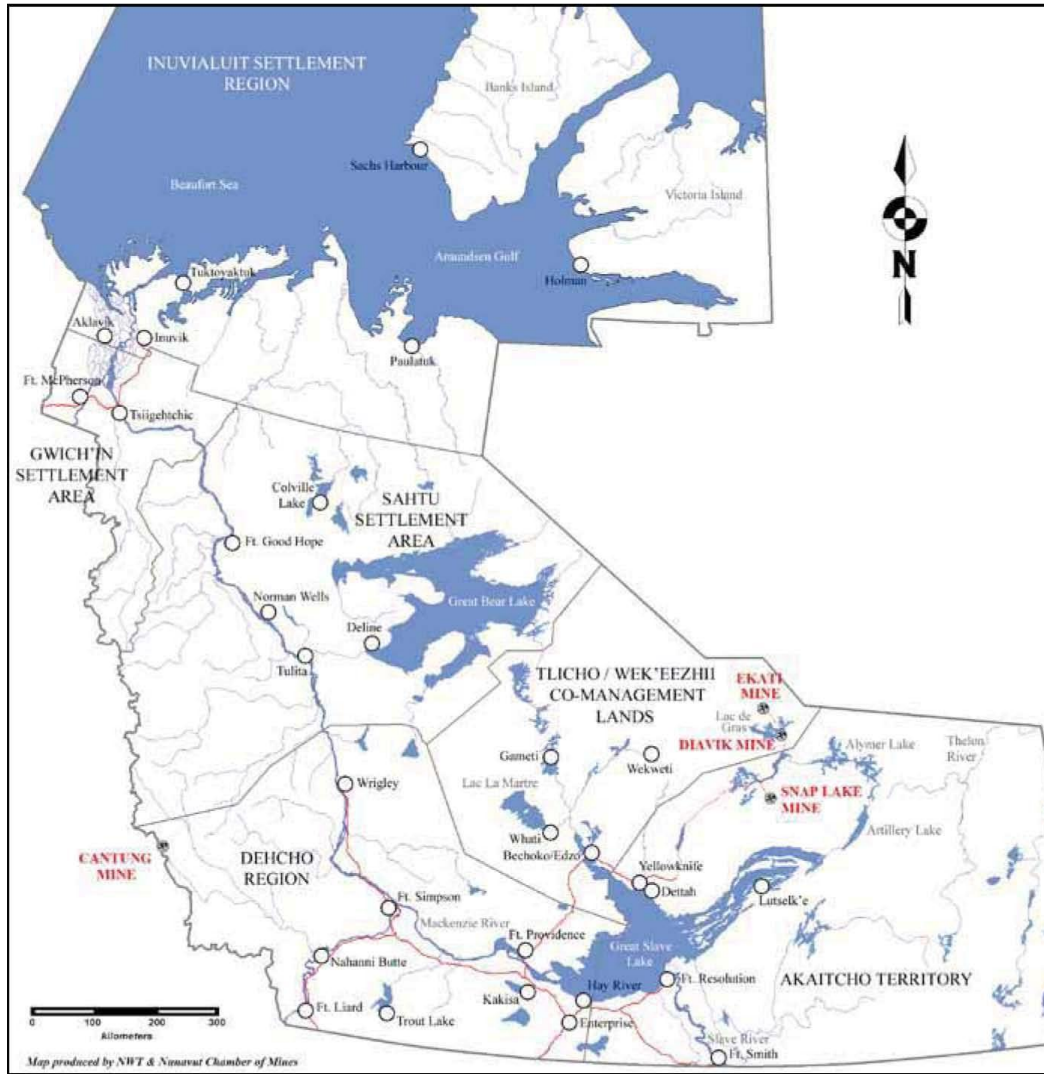 INUVIALUIT SETTLEMENT
REGION
Banks Island
Sachs Harbour
Beaufort Sea
Victoria Island
Amundsen Gulf
Holman
N
Tuktoyaktuk
Aklavik
Inuvik
Paulatuk
Ft. McPherson
Tsiigehtchic
GWICH'IN
SETTLEMENT
AREA
Colville
Lake
SAHTU
SETTLEMENT
AREA
Ft. Good Hope
Norman Wells
Great Bear Lake
Deline
Tulita
TLICHO / WEK'EEZHII
CO-MANAGEMENT
LANDS
EKATI
MINE
Lac de
Gras
DIAVIK MINE
Alymer Lake
Thelon
River
Gameti
Wekweti
Wrigley
Lac La Martre
SNAP LAKE
MINE
Artillery Lake
Whati
Bechoko/Edzo
CANTUNG
MINE
DEHCHO
REGION
Yellowknife
Dettah
Lutselk'e
Ft. Simpson
Mackenzie River
Ft. Providence
Great Slave
Lake
Nahanni Butte
Ft. Resolution
AKAITCHO TERRITORY
Kakisa
Hay River
Ft. Liard
Trout Lake
Enterprise
Slave River
Ft. Smith
0 100 200 300
Kilometers
Map produced by NWT & Nunavut Chamber of Mines